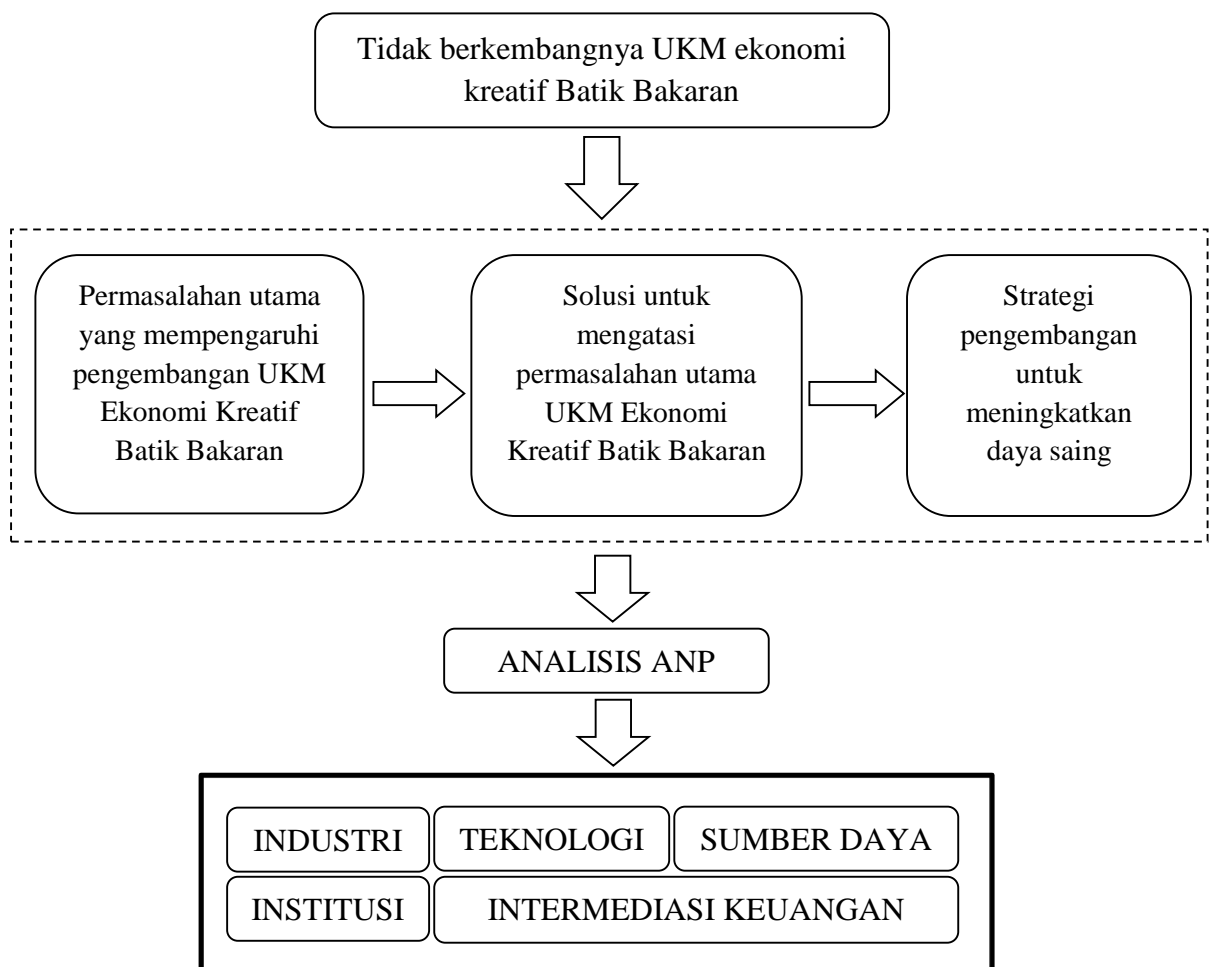 Tidak berkembangnya UKM ekonomi
kreatif Batik Bakaran
Permasalahan utama
yang mempengaruhi
pengembangan UKM
Ekonomi Kreatif
Batik Bakaran
Solusi untuk
mengatasi
permasalahan utama
UKM Ekonomi
Kreatif Batik Bakaran
Strategi
pengembangan
untuk
meningkatkan
daya saing
ANALISIS ANP
INDUSTRI
TEKNOLOGI
SUMBER DAYA
INSTITUSI
INTERMEDIASI KEUANGAN